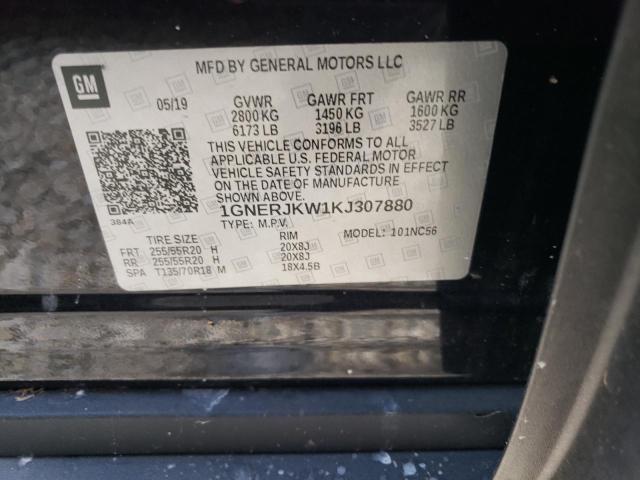 GM
MFD BY GENERAL MOTORS LLC
05/19 GVWR GAWR FRT GAWR RR
2800 KG 1450 KG 1600 KG
6173 LB 3196 LB 3527 LB
THIS VEHICLE CONFORMS TO ALL
APPLICABLE U.S. FEDERAL MOTOR
VEHICLE SAFETY STANDARDS IN EFFECT
ON THE DATE OF MANUFACTURE
SHOWN ABOVE.
384A
1GNERJKW1KJ307880
TYPE: M.P.V. MODEL: 101NC56
TIRE SIZE RIM
FRT 255/55R20 H 20X8J
RR 255/55R20 H 20X8J
SPA T135/70R18 M 18X4.5B